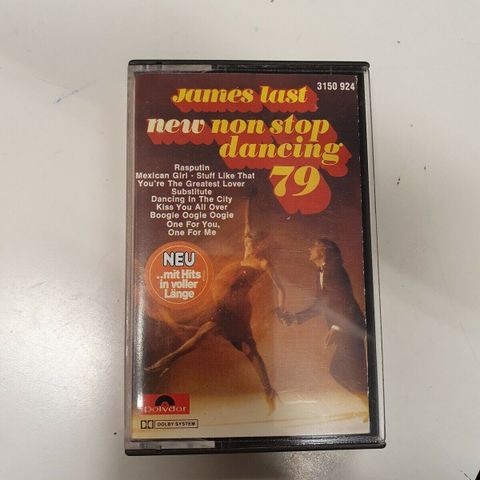 3150 924
James last
new non stop
dancing
79
Rasputin
Mexican Girl · Stuff Like That
You're The Greatest Lover
Substitute
Dancing In The City
Kiss You All Over
Boogie Oogie Oogie
One For You,
One For Me
NEU
...mit Hits
in voller
Länge
Polydor
DOLBY SYSTEM